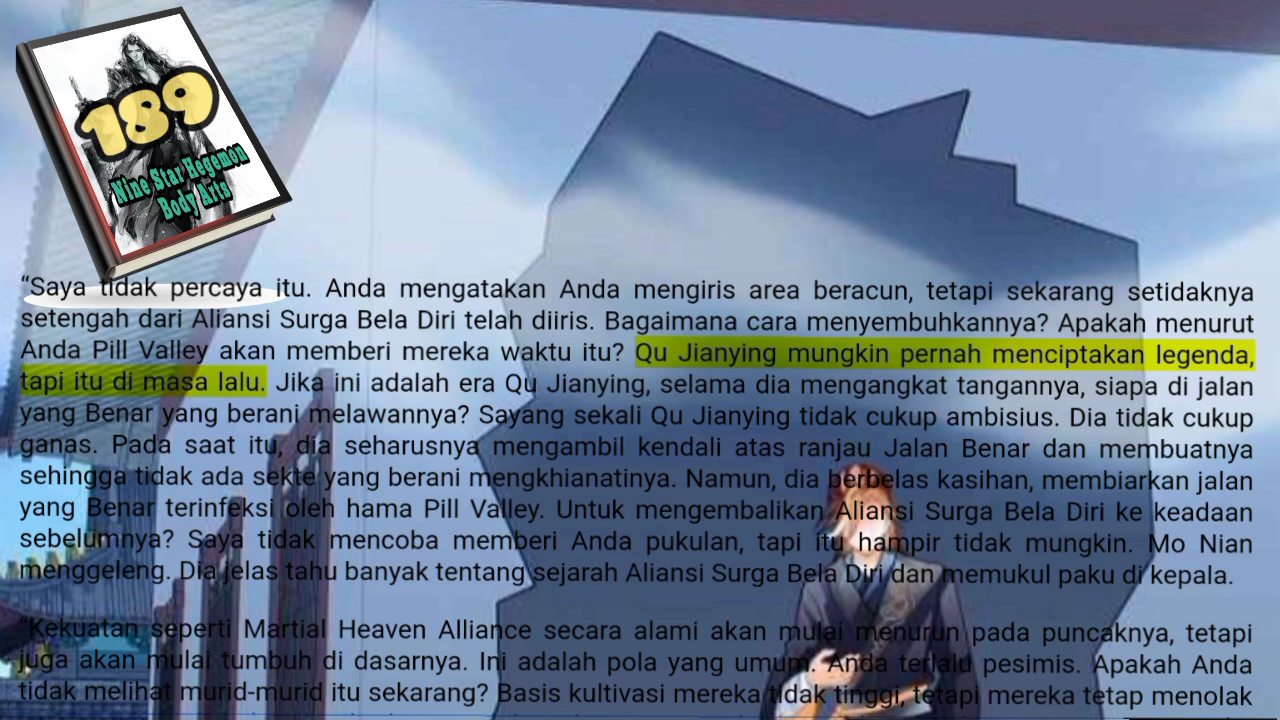 189
Nine Star Hegemon
Body Arts
“Saya tidak percaya itu. Anda mengatakan Anda mengiris area beracun, tetapi sekarang setidaknya
setengah dari Aliansi Surga Bela Diri telah diiris. Bagaimana cara menyembuhkannya? Apakah menurut
Anda Pill Valley akan memberi mereka waktu itu? Qu Jianying mungkin pernah menciptakan legenda,
tapi itu di masa lalu. Jika ini adalah era Qu Jianying, selama dia mengangkat tangannya, siapa di jalan
yang Benar yang berani melawannya? Sayang sekali Qu Jianying tidak cukup ambisius. Dia tidak cukup
ganas. Pada saat itu, dia seharusnya mengambil kendali atas ranjau Jalan Benar dan membuatnya
sehingga tidak ada sekte yang berani mengkhianatinya. Namun, dia berbelas kasihan, membiarkan jalan
yang Benar terinfeksi oleh hama Pill Valley. Untuk mengembalikan Aliansi Surga Bela Diri ke keadaan
sebelumnya? Saya tidak mencoba memberi Anda pukulan, tapi itu hampir tidak mungkin. Mo Nian
menggeleng. Dia jelas tahu banyak tentang sejarah Aliansi Surga Bela Diri dan memukul paku di kepala.
“Kekuatan seperti Martial Heaven Alliance secara alami akan mulai menurun pada puncaknya, tetapi
juga akan mulai tumbuh di dasarnya. Ini adalah pola yang umum. Anda terlalu pesimis. Apakah Anda
tidak melihat murid-murid itu sekarang? Basis kultivasi mereka tidak tinggi, tetapi mereka tetap menolak